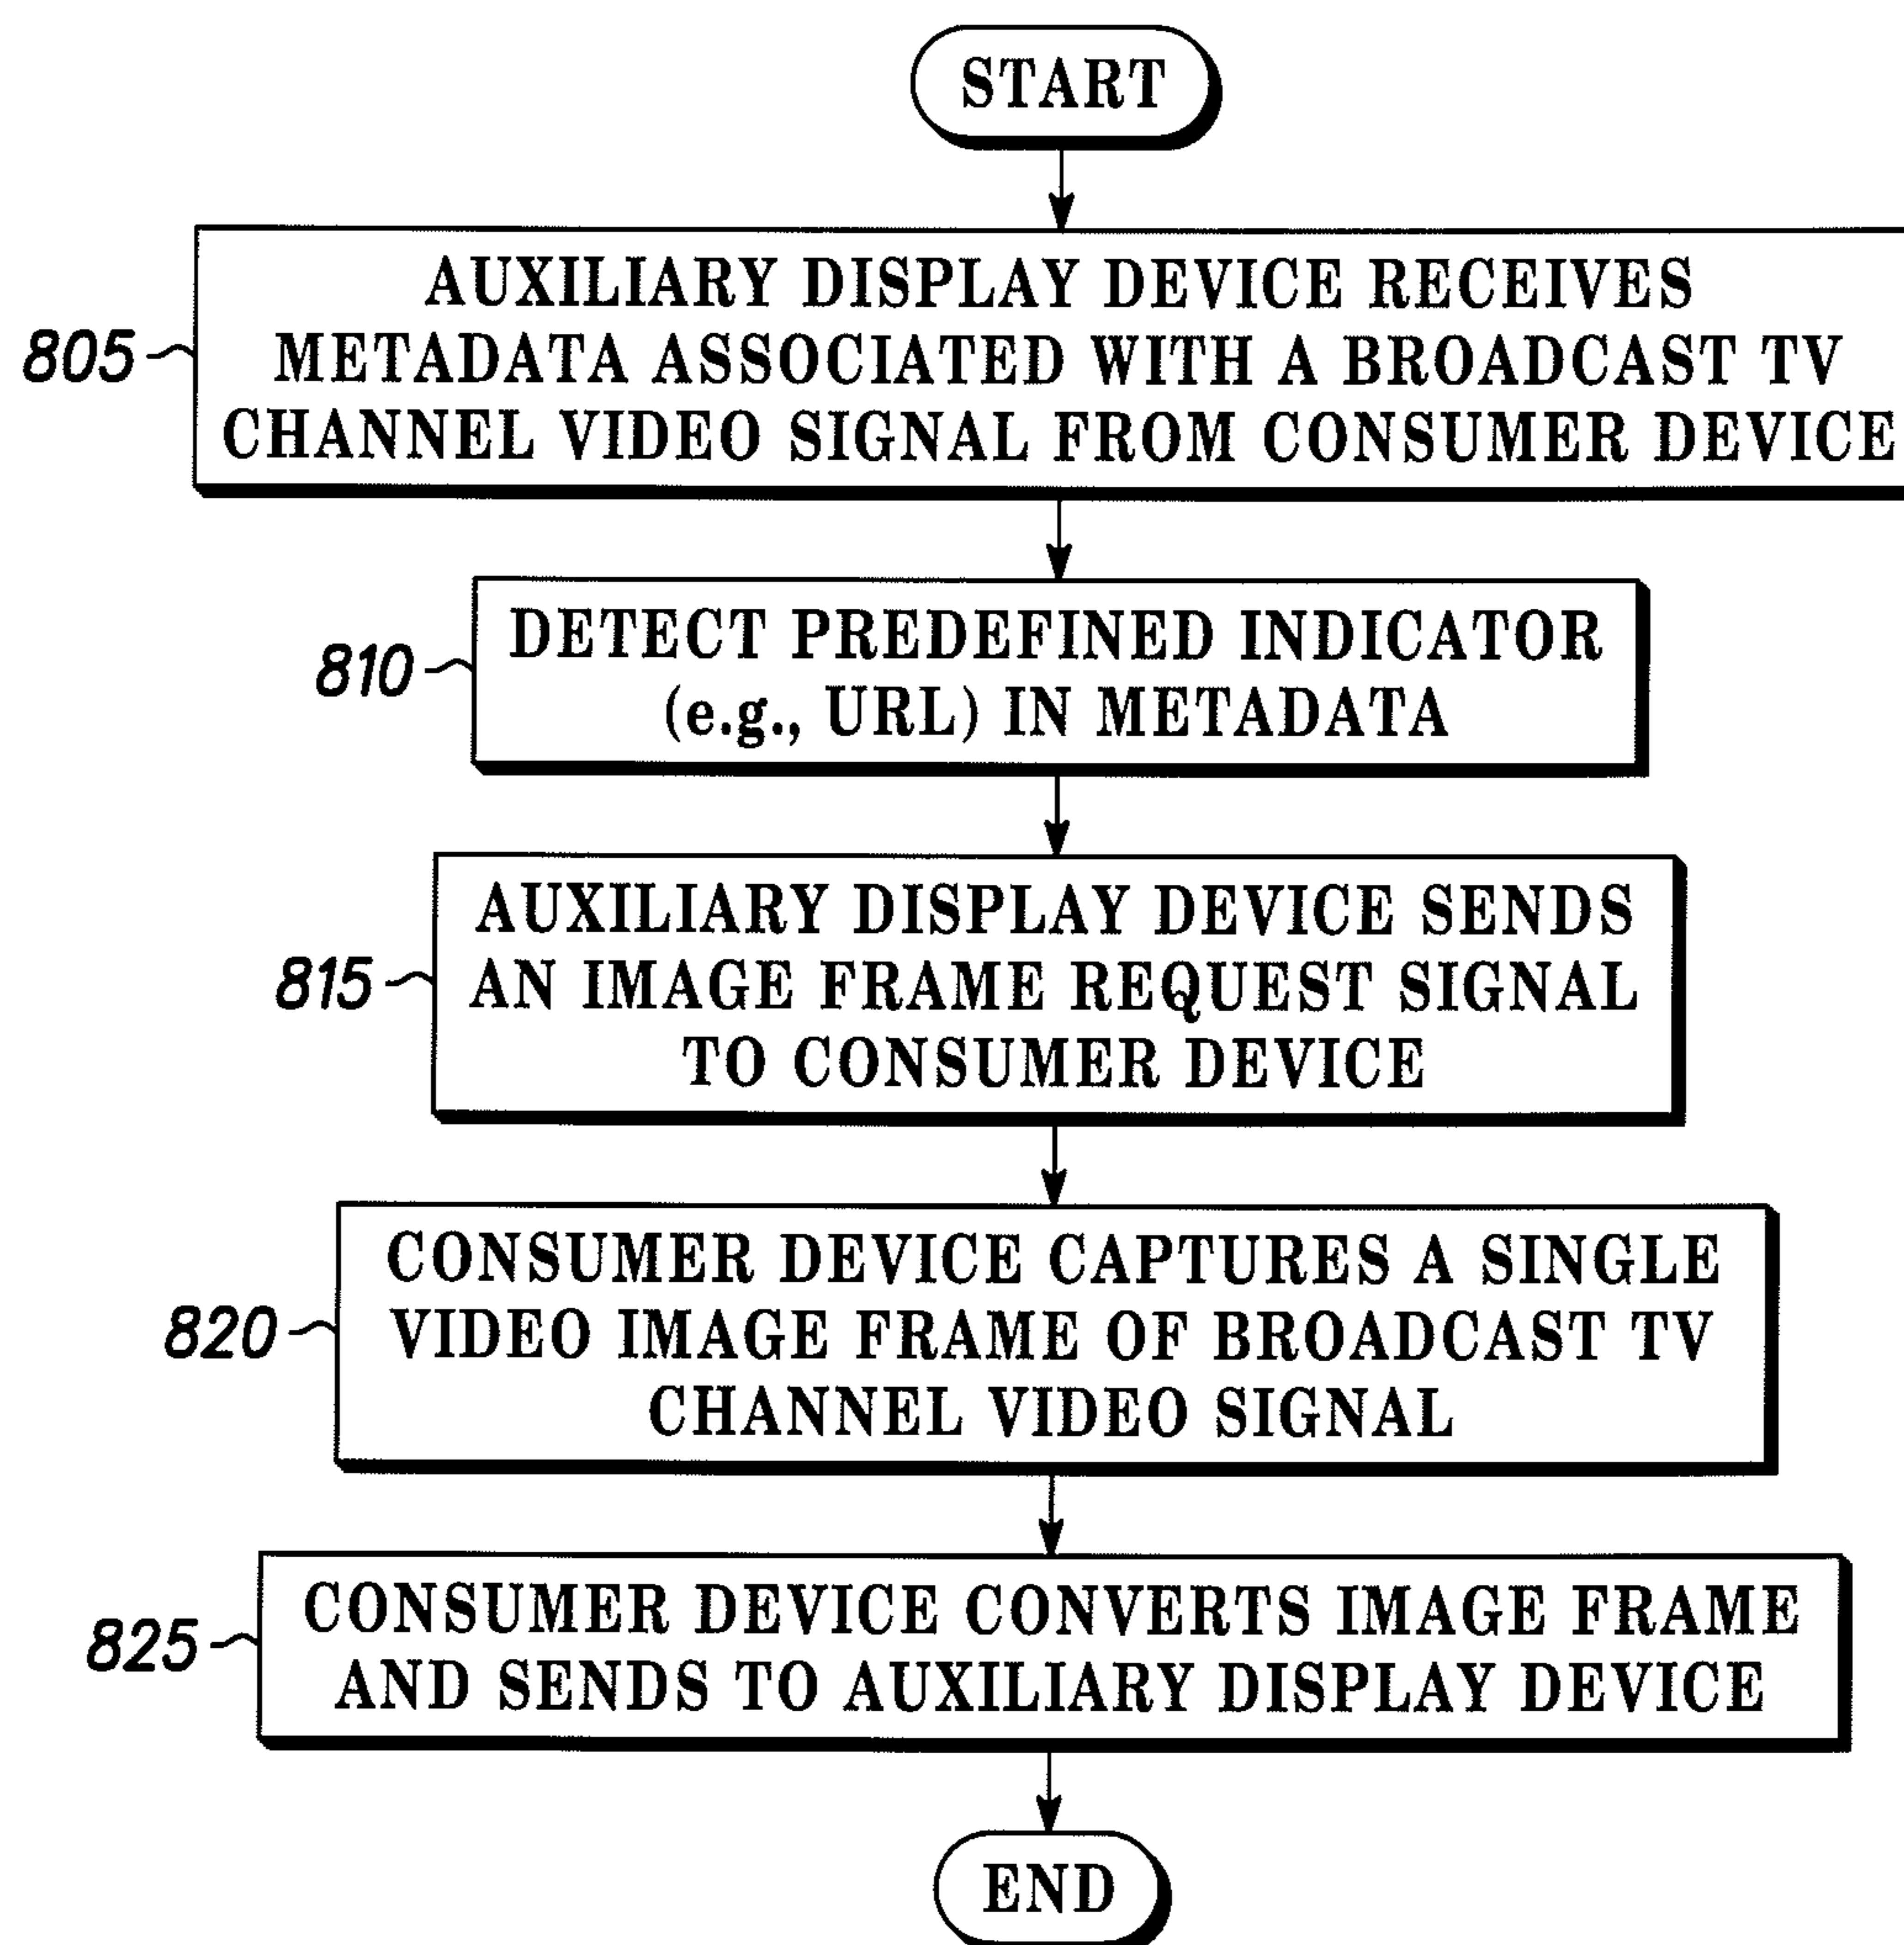 START
AUXILIARY DISPLAY DEVICE RECEIVES
METADATA ASSOCIATED WITH A BROADCAST TV
CHANNEL VIDEO SIGNAL FROM CONSUMER DEVICE
805
DETECT PREDEFINED INDICATOR
(e.g., URL) IN METADATA
810
AUXILIARY DISPLAY DEVICE SENDS
AN IMAGE FRAME REQUEST SIGNAL
TO CONSUMER DEVICE
815
CONSUMER DEVICE CAPTURES A SINGLE
VIDEO IMAGE FRAME OF BROADCAST TV
CHANNEL VIDEO SIGNAL
820
CONSUMER DEVICE CONVERTS IMAGE FRAME
AND SENDS TO AUXILIARY DISPLAY DEVICE
825
END